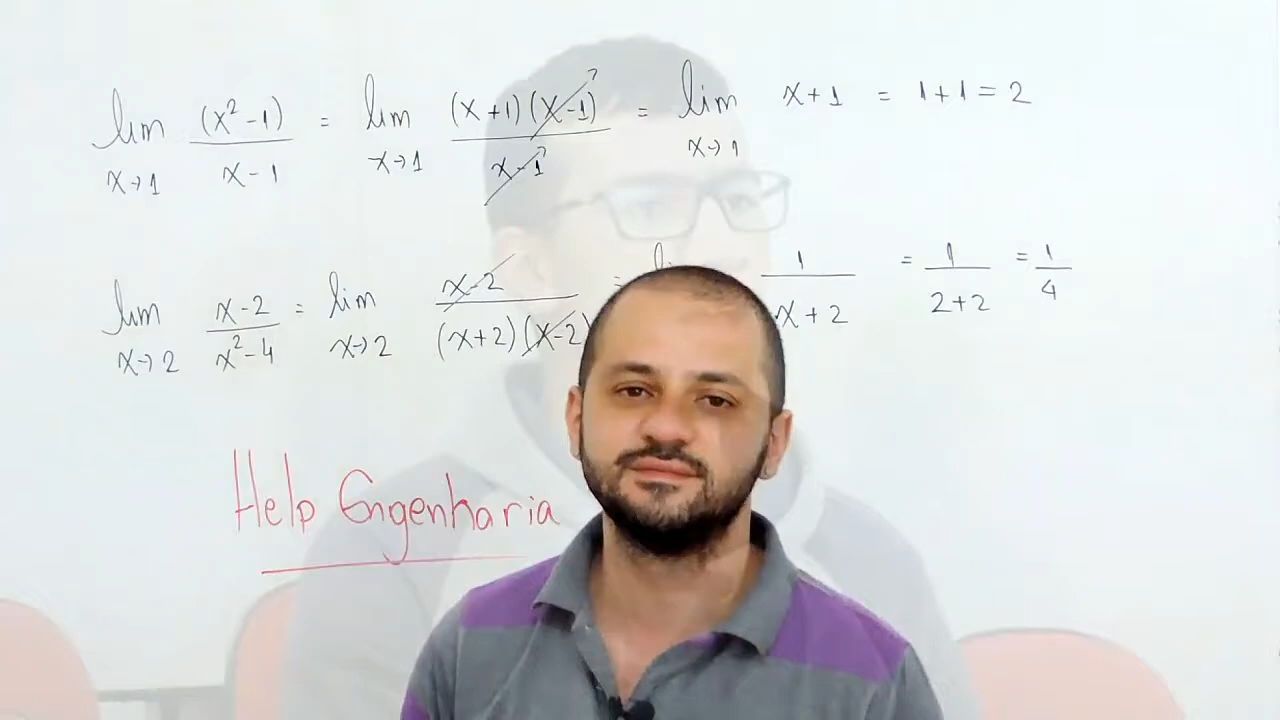 lim x→1 (x² - 1) / x - 1 = lim x→1 (x + 1) (x - 1) / x - 1 = lim x→1 x + 1 = 1 + 1 = 2
lim x→2 x - 2 / x² - 4 = lim x→2 x - 2 / (x + 2) (x - 2) = 1 / x + 2 = 1 / 2 + 2 = 1 / 4
Help Engenharia